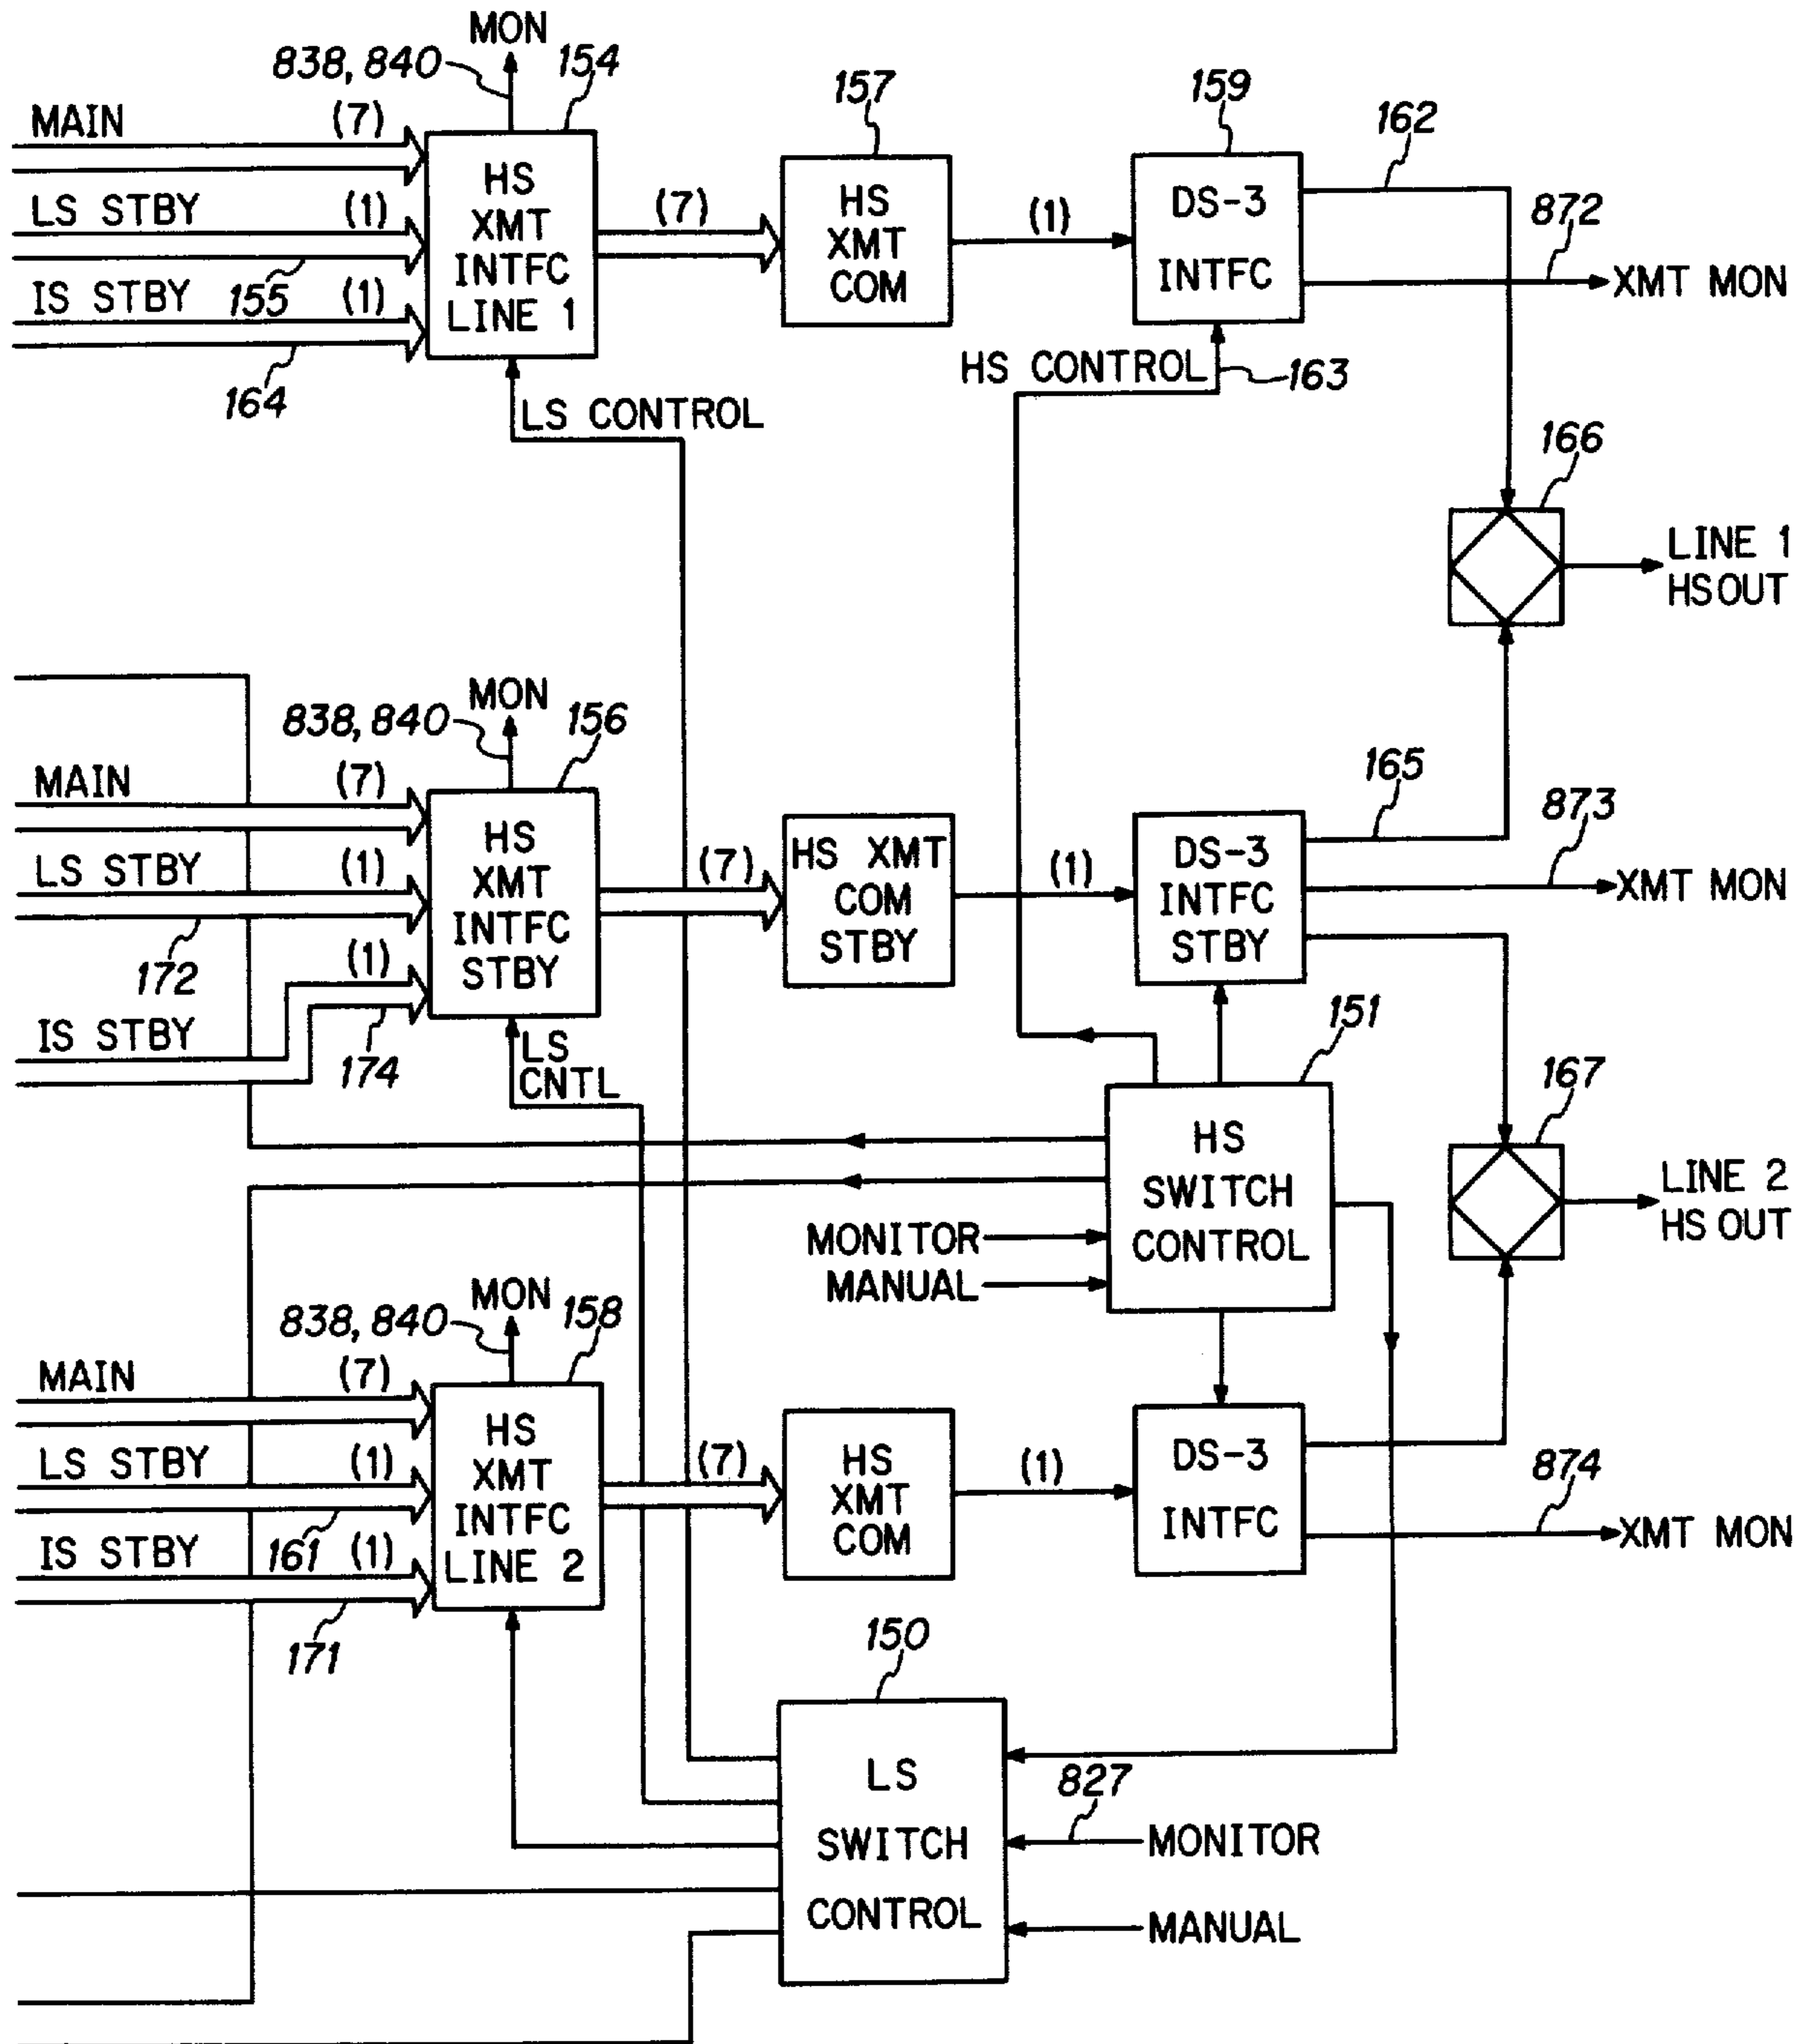 MON
838, 840
154
MAIN
(7)
LS STBY
(1)
155
IS STBY
(1)
164
HS
XMT
INTFC
LINE 1
(7)
LS CONTROL
157
HS
XMT
COM
(1)
159
DS-3
INTFC
162
872
XMT MON
HS CONTROL
163
166
LINE 1
HS OUT
MON
838, 840
156
MAIN
(7)
LS STBY
(1)
172
(1)
IS STBY
174
HS
XMT
INTFC
STBY
LS
CNTL
(7)
HS XMT
COM
STBY
(1)
DS-3
INTFC
STBY
165
873
XMT MON
151
HS
SWITCH
CONTROL
MONITOR
MANUAL
167
LINE 2
HS OUT
MON
838, 840
158
MAIN
(7)
LS STBY
(1)
161
IS STBY
(1)
171
HS
XMT
INTFC
LINE 2
(7)
HS
XMT
COM
(1)
DS-3
INTFC
874
XMT MON
150
LS
SWITCH
CONTROL
827
MONITOR
MANUAL